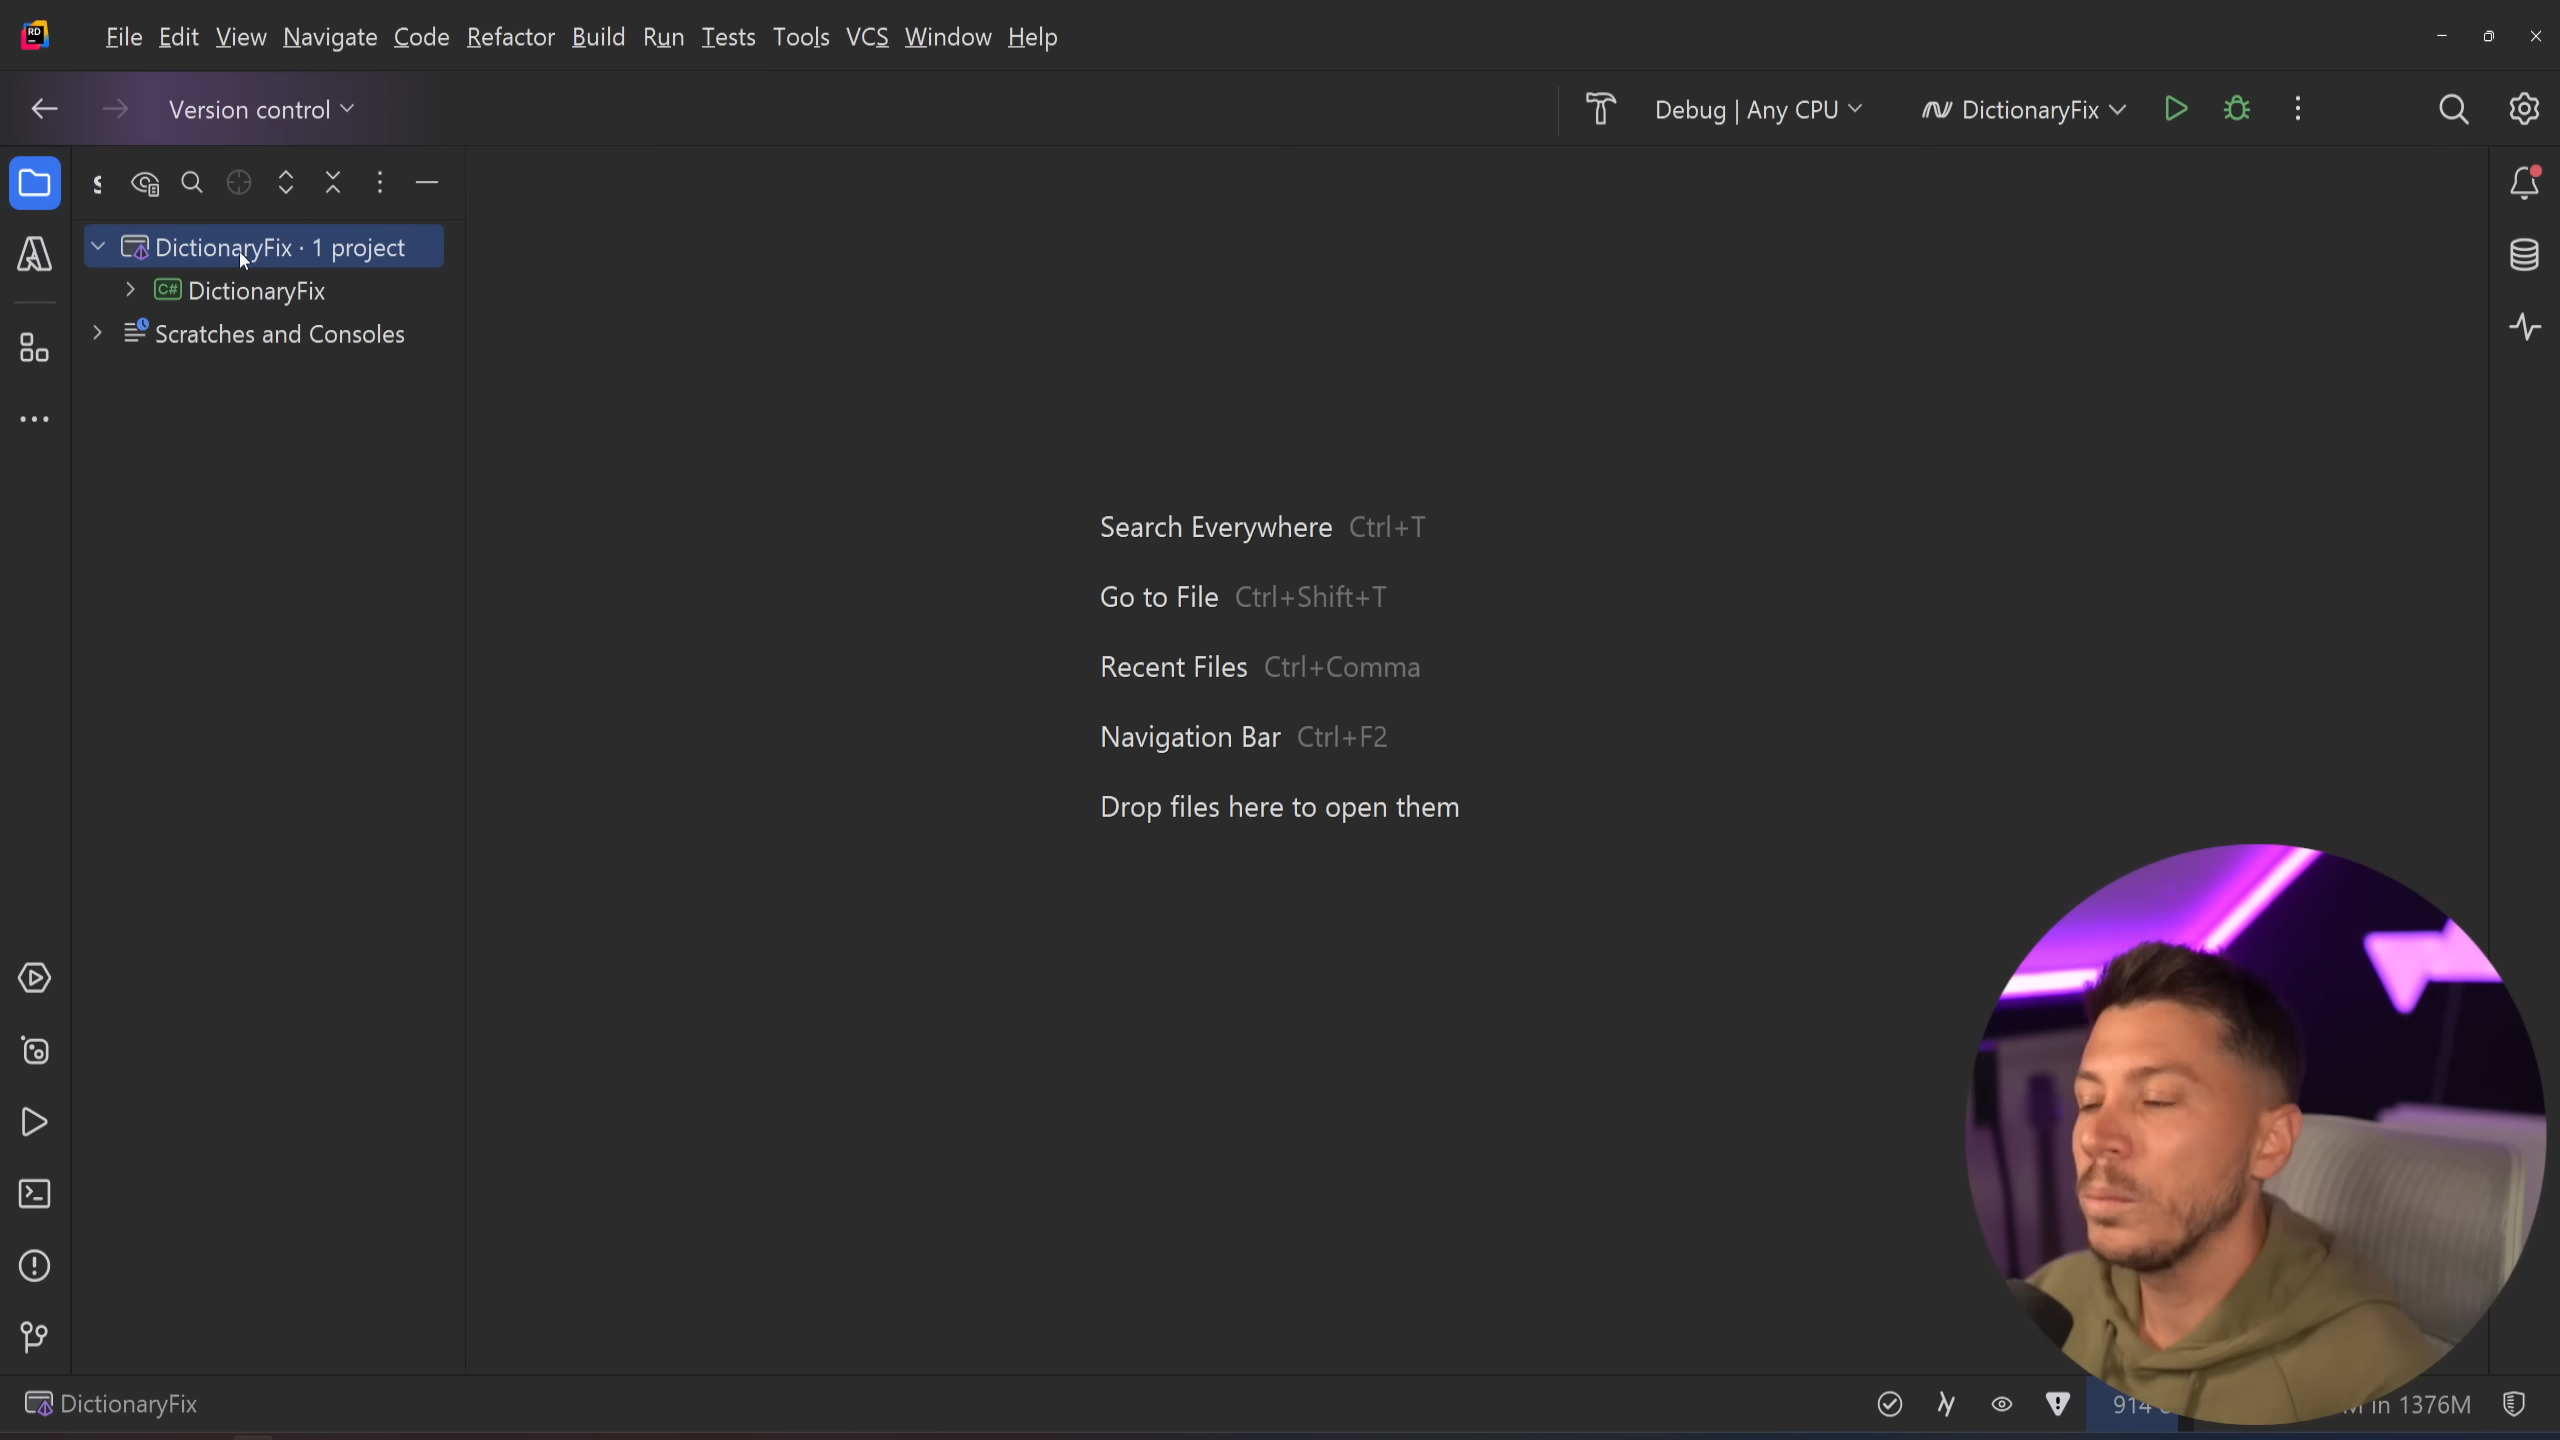 RD
File Edit View Navigate Code Refactor Build Run Tests Tools VCS Window Help
Version control
Debug | Any CPU
DictionaryFix
DictionaryFix · 1 project
C# DictionaryFix
Scratches and Consoles
Search Everywhere Ctrl+T
Go to File Ctrl+Shift+T
Recent Files Ctrl+Comma
Navigation Bar Ctrl+F2
Drop files here to open them
DictionaryFix
914
in 1376M